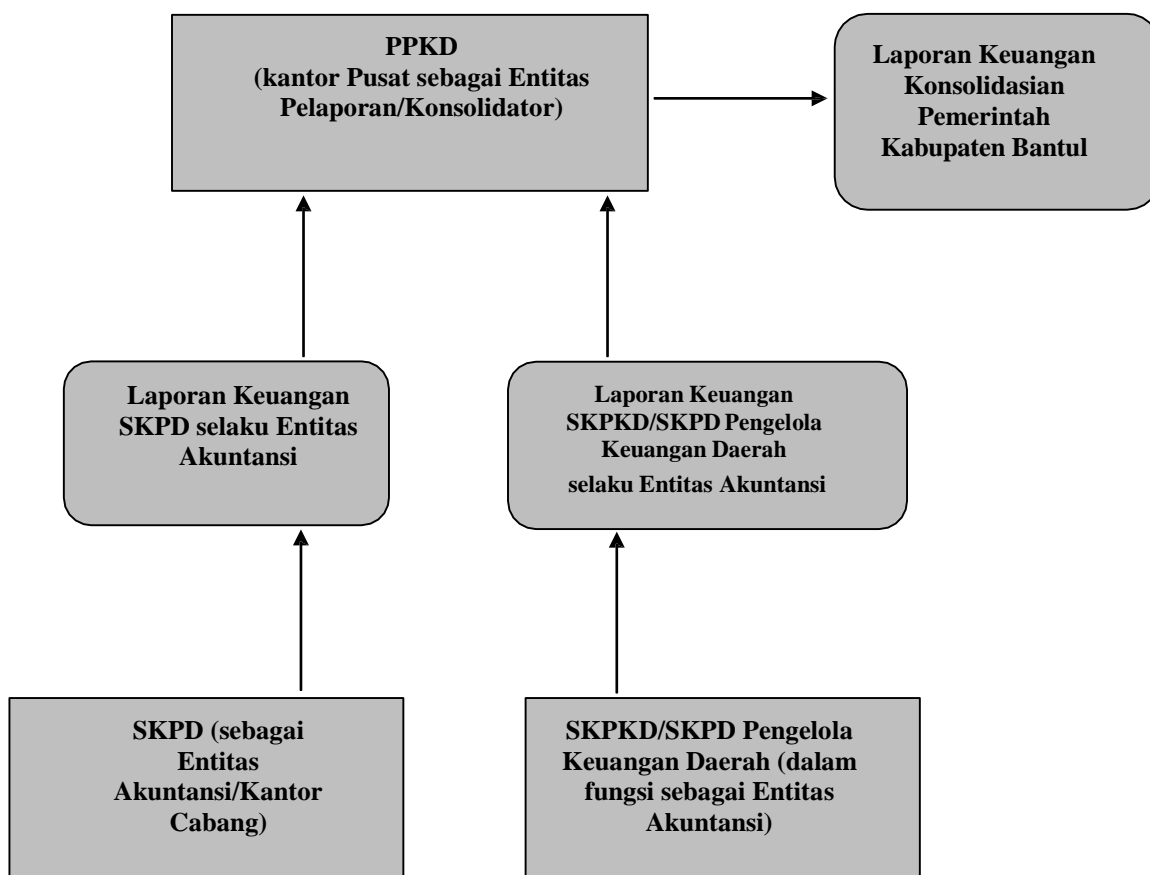 PPKD
(kantor Pusat sebagai Entitas
Pelaporan/Konsolidator)
Laporan Keuangan
Konsolidasian
Pemerintah
Kabupaten Bantul
Laporan Keuangan
SKPD selaku Entitas
Akuntansi
Laporan Keuangan
SKPKD/SKPD Pengelola
Keuangan Daerah
selaku Entitas Akuntansi
SKPD (sebagai
Entitas
Akuntansi/Kantor
Cabang)
SKPKD/SKPD Pengelola
Keuangan Daerah (dalam
fungsi sebagai Entitas
Akuntansi)